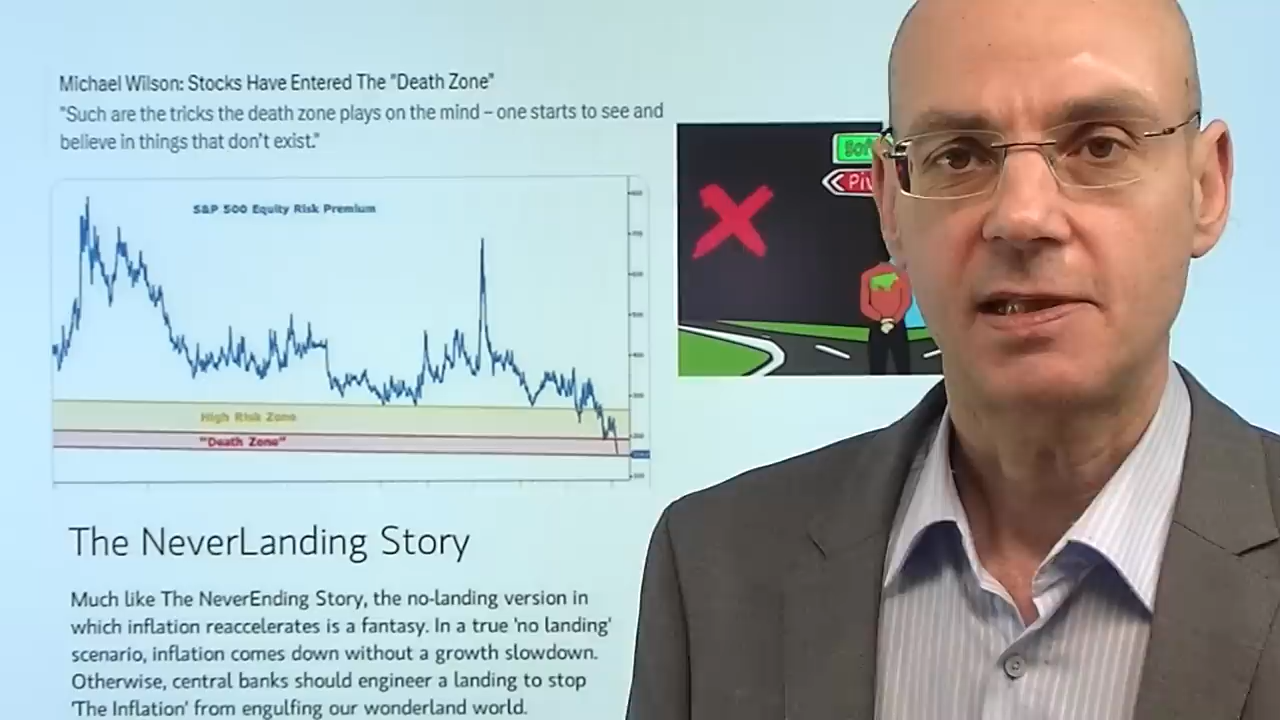 Michael Wilson: Stocks Have Entered The "Death Zone"
"Such are the tricks the death zone plays on the mind – one starts to see and
believe in things that don't exist."
S&P 500 Equity Risk Premium
High Risk Zone
"Death Zone"
The NeverLanding Story
Much like The NeverEnding Story, the no-landing version in
which inflation reaccelerates is a fantasy. In a true 'no landing'
scenario, inflation comes down without a growth slowdown.
Otherwise, central banks should engineer a landing to stop
'The Inflation' from engulfing our wonderland world.